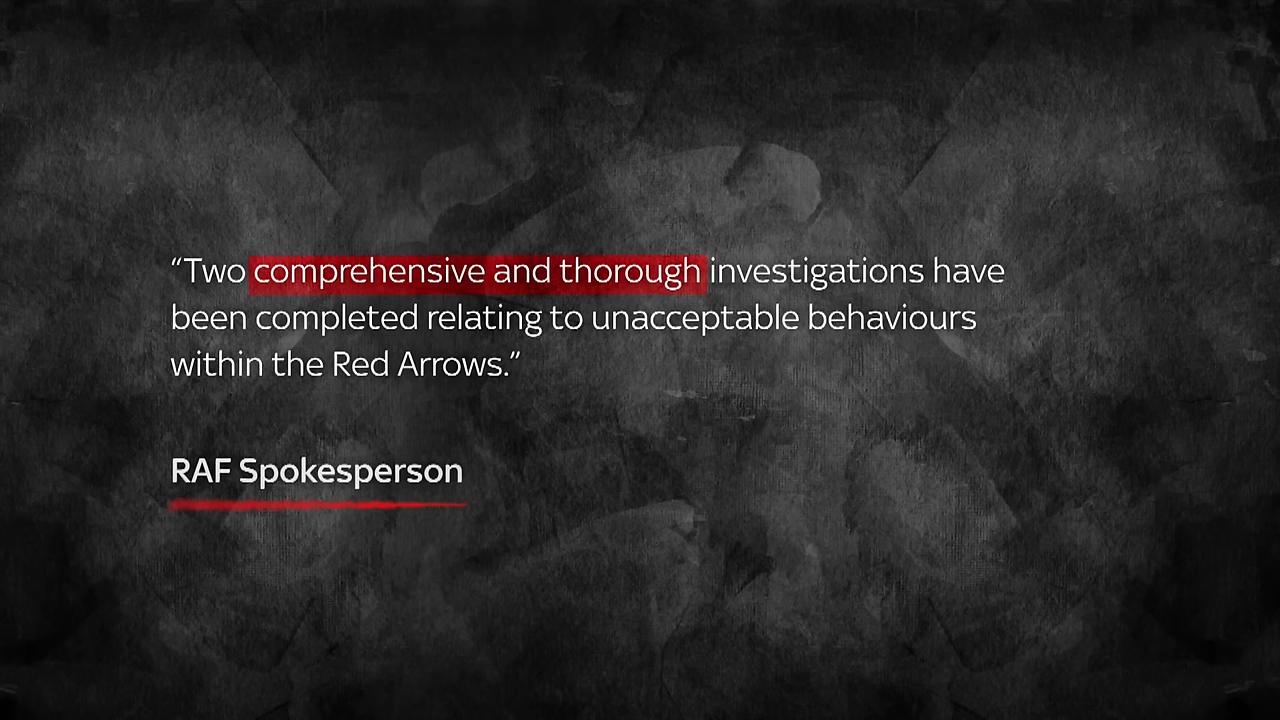 “Two comprehensive and thorough investigations have
been completed relating to unacceptable behaviours
within the Red Arrows.”
RAF Spokesperson